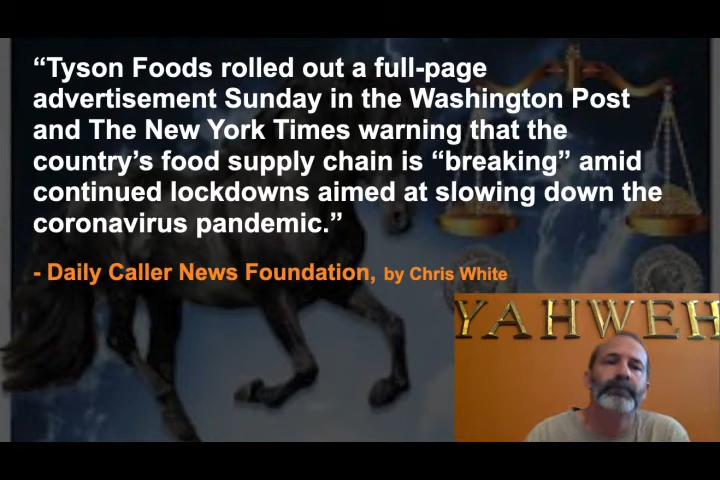 “Tyson Foods rolled out a full-page
advertisement Sunday in the Washington Post
and The New York Times warning that the
country’s food supply chain is “breaking” amid
continued lockdowns aimed at slowing down the
coronavirus pandemic.”
- Daily Caller News Foundation, by Chris White
YAHWEH